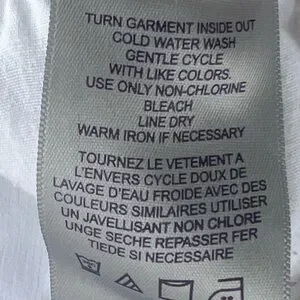 TURN GARMENT INSIDE OUT
COLD WATER WASH
GENTLE CYCLE
WITH LIKE COLORS.
USE ONLY NON-CHLORINE
BLEACH
LINE DRY
WARM IRON IF NECESSARY
TOURNEZ LE VETEMENT A
L'ENVERS CYCLE DOUX DE
LAVAGE D'EAU FROIDE AVEC DES
COULEURS SIMILAIRES UTILISER
UN JAVELLISANT NON CHLORE
UNGE SECHE REPASSER FER
TIEDE SI NECESSAIRE